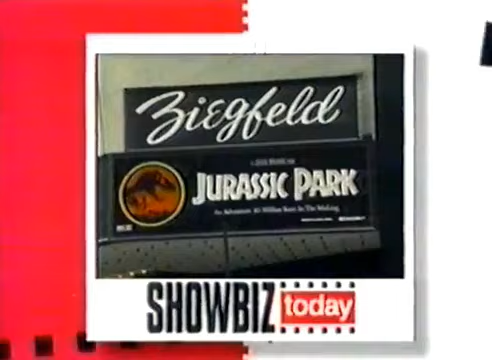 Ziegfeld
JURASSIC PARK
An Adventure 65 Million Years In The Making.
SHOWBIZ today